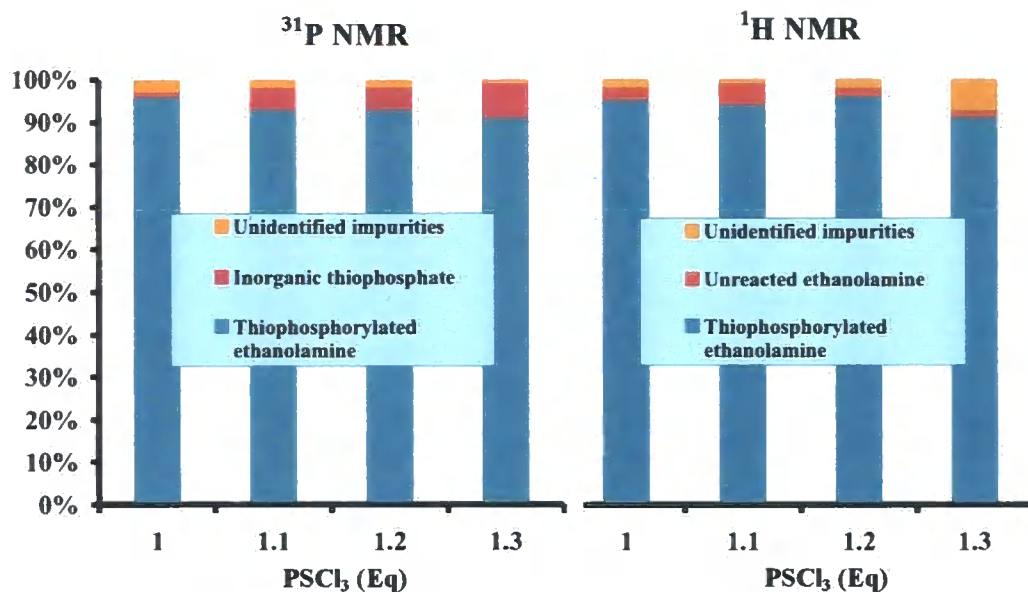 ³¹P NMR
¹H NMR
100%
90%
80%
70%
60%
50%
40%
30%
20%
10%
0%
Unidentified impurities
Inorganic thiophosphate
Thiophosphorylated
ethanolamine
Unidentified impurities
Unreacted ethanolamine
Thiophosphorylated
ethanolamine
1 1.1 1.2 1.3
1 1.1 1.2 1.3
PSCl₃ (Eq)
PSCl₃ (Eq)